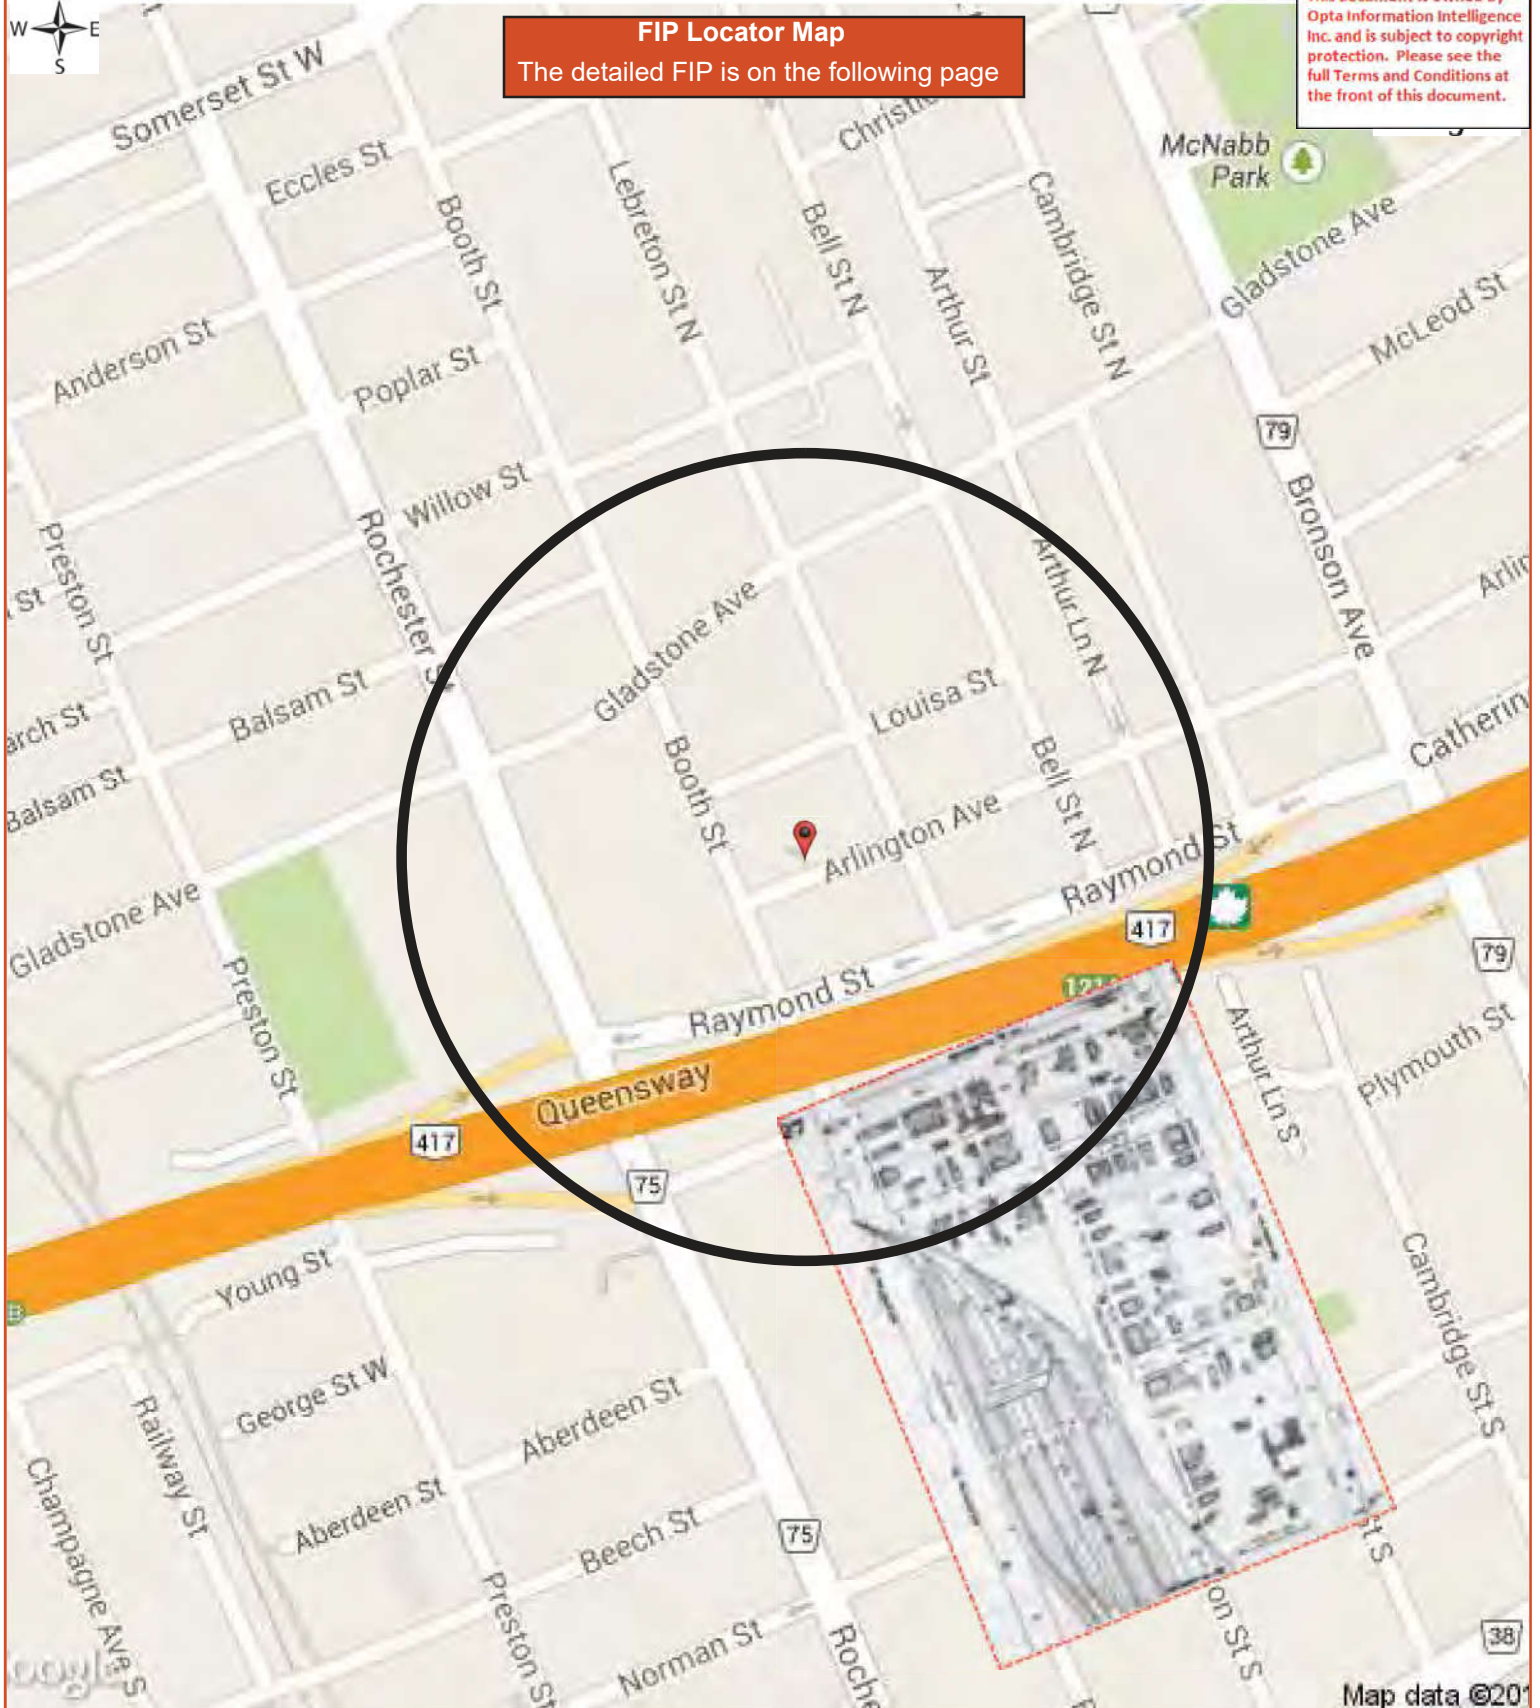 W E
S
FIP Locator Map
The detailed FIP is on the following page
Opta Information Intelligence
Inc. and is subject to copyright
protection. Please see the
full Terms and Conditions at
the front of this document.
Somerset St W
Eccles St
Booth St
Lebreton St N
Bell St N
Arthur St
Cambridge St N
McNabb
Park
Gladstone Ave
McLeod St
Anderson St
Poplar St
79
Willow St
Rochester St
Preston St
Bronson Ave
St
Arthur Ln N
Balsam St
Gladstone Ave
Louisa St
Balsam St
Booth St
Bell St N
Arlington Ave
Raymond St
Gladstone Ave
417
79
Preston St
Raymond St
Arthur Ln S
Plymouth St
Queensway
417
75
Young St
Cambridge St S
George St W
Aberdeen St
Railway St
Champagne Ave S
Aberdeen St
Beech St
75
Preston St
Norman St
St S
38
Map data ©201